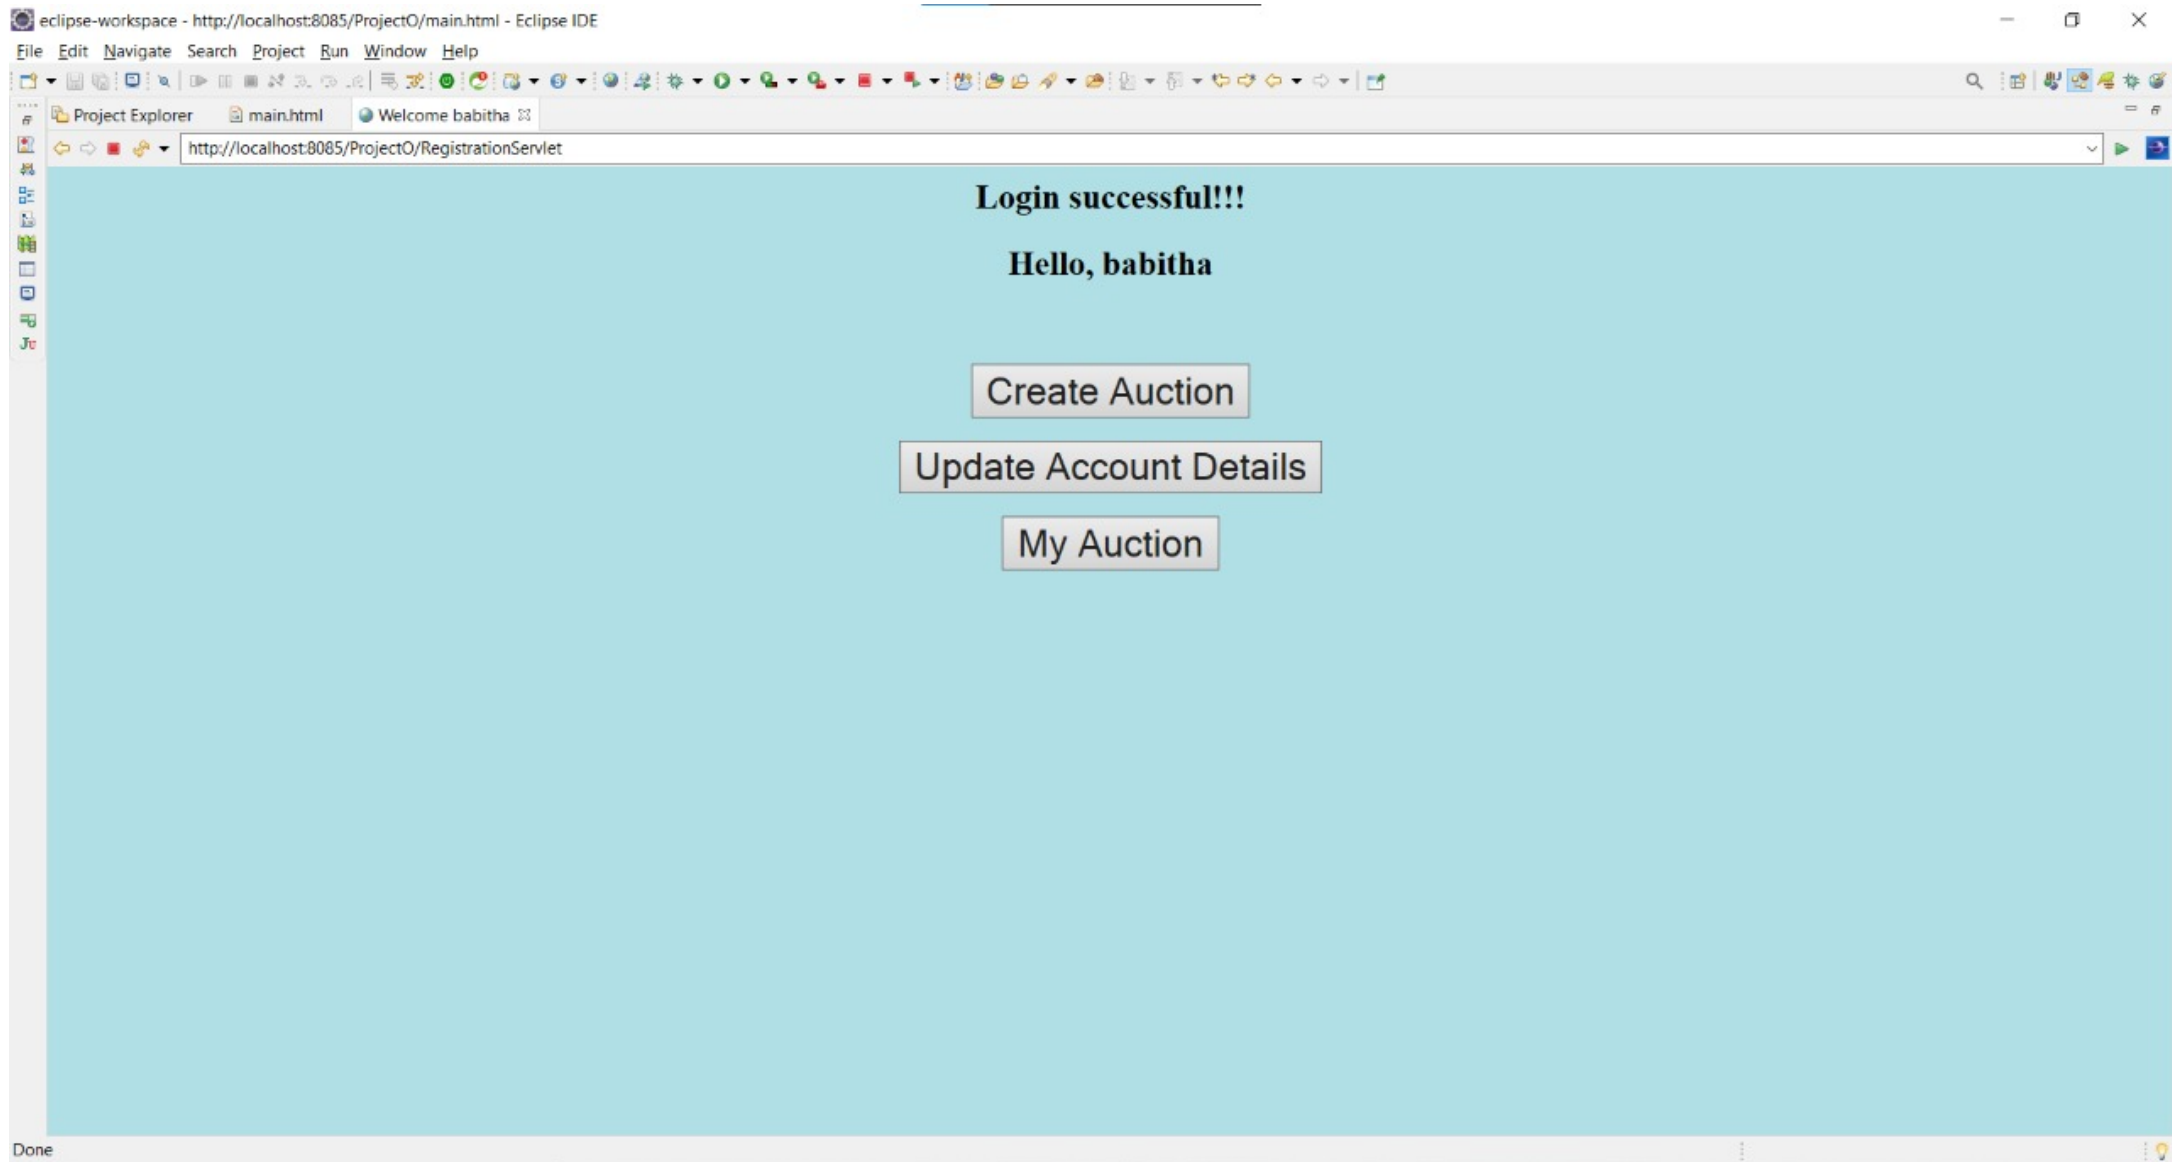 eclipse-workspace - http://localhost:8085/ProjectO/main.html - Eclipse IDE
File Edit Navigate Search Project Run Window Help
Project Explorer main.html Welcome babitha
http://localhost:8085/ProjectO/RegistrationServlet
Login successful!!!
Hello, babitha
Ju
Create Auction
Update Account Details
My Auction
Done